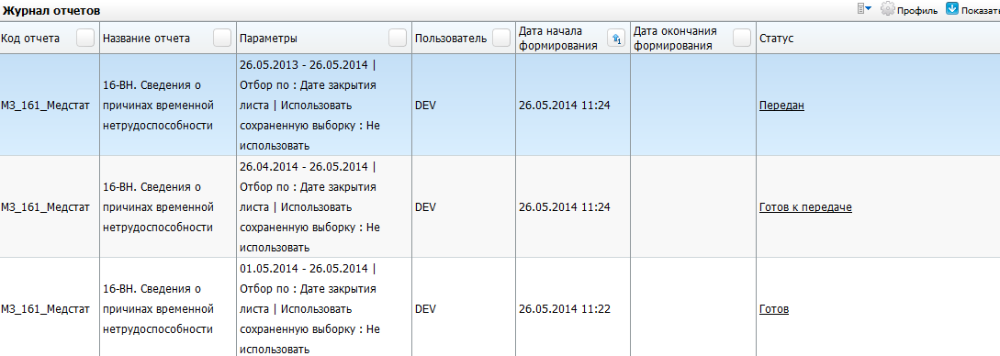 Журнал отчетов
Профиль
Показать
Код отчета
Название отчета
Параметры
Пользователь
Дата начала
формирования
Дата окончания
формирования
Статус
МЗ_161_Медстат
16-ВН. Сведения о
причинах временной
нетрудоспособности
26.05.2013 - 26.05.2014 |
Отбор по : Дате закрытия
листа | Использовать
сохраненную выборку : Не
использовать
DEV
26.05.2014 11:24
Передан
МЗ_161_Медстат
16-ВН. Сведения о
причинах временной
нетрудоспособности
26.04.2014 - 26.05.2014 |
Отбор по : Дате закрытия
листа | Использовать
сохраненную выборку : Не
использовать
DEV
26.05.2014 11:24
Готов к передаче
МЗ_161_Медстат
16-ВН. Сведения о
причинах временной
нетрудоспособности
01.05.2014 - 26.05.2014 |
Отбор по : Дате закрытия
листа | Использовать
сохраненную выборку : Не
использовать
DEV
26.05.2014 11:22
Готов